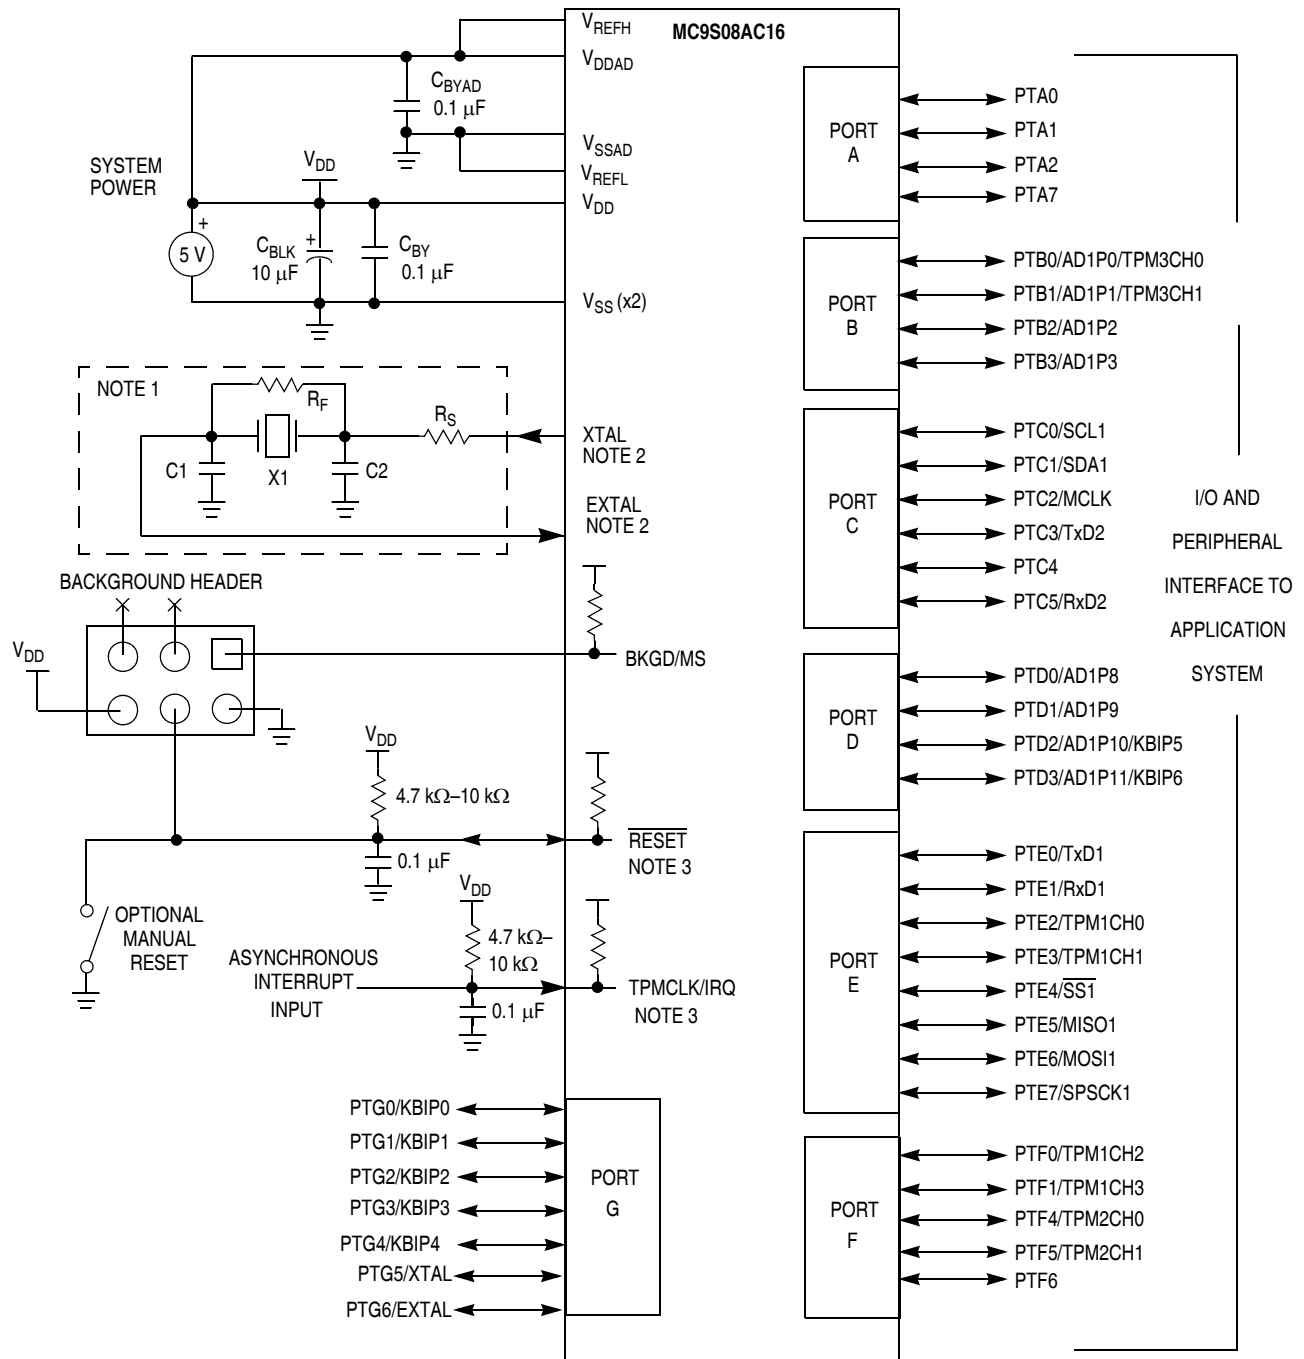 MC9S08AC16
VREFH
VDDAD
CBYAD
0.1 μF
VSSAD
VREFL
VDD
SYSTEM
POWER
VDD
+
5 V
CBLK
+
10 μF
CBY
0.1 μF
VSS (x2)
NOTE 1
RF
RS
C1
X1
C2
XTAL
NOTE 2
EXTAL
NOTE 2
BACKGROUND HEADER
VDD
BKGD/MS
VDD
4.7 kΩ–10 kΩ
0.1 μF
RESET
NOTE 3
OPTIONAL
MANUAL
RESET
VDD
4.7 kΩ–
10 kΩ
ASYNCHRONOUS
INTERRUPT
INPUT
0.1 μF
TPMCLK/IRQ
NOTE 3
PTG0/KBIP0
PTG1/KBIP1
PTG2/KBIP2
PTG3/KBIP3
PTG4/KBIP4
PTG5/XTAL
PTG6/EXTAL
PORT
G
PORT
A
PTA0
PTA1
PTA2
PTA7
PORT
B
PTB0/AD1P0/TPM3CH0
PTB1/AD1P1/TPM3CH1
PTB2/AD1P2
PTB3/AD1P3
PORT
C
PTC0/SCL1
PTC1/SDA1
PTC2/MCLK
PTC3/TxD2
PTC4
PTC5/RxD2
PORT
D
PTD0/AD1P8
PTD1/AD1P9
PTD2/AD1P10/KBIP5
PTD3/AD1P11/KBIP6
PORT
E
PTE0/TxD1
PTE1/RxD1
PTE2/TPM1CH0
PTE3/TPM1CH1
PTE4/SS1
PTE5/MISO1
PTE6/MOSI1
PTE7/SPSCK1
PORT
F
PTF0/TPM1CH2
PTF1/TPM1CH3
PTF4/TPM2CH0
PTF5/TPM2CH1
PTF6
I/O AND
PERIPHERAL
INTERFACE TO
APPLICATION
SYSTEM